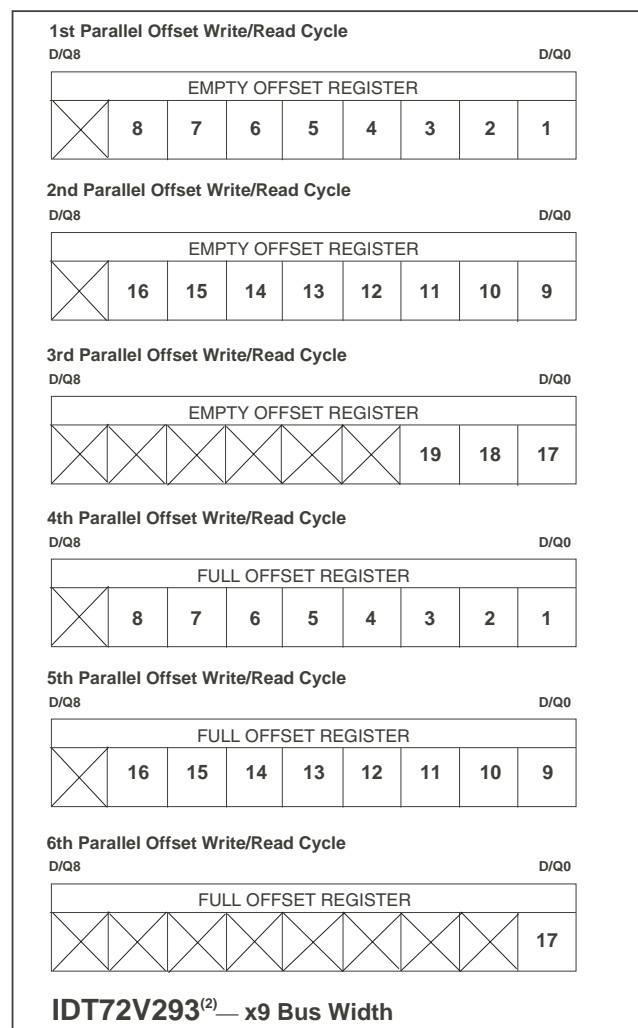 1st Parallel Offset Write/Read Cycle
D/Q8 D/Q0
EMPTY OFFSET REGISTER
8 7 6 5 4 3 2 1
2nd Parallel Offset Write/Read Cycle
D/Q8 D/Q0
EMPTY OFFSET REGISTER
16 15 14 13 12 11 10 9
3rd Parallel Offset Write/Read Cycle
D/Q8 D/Q0
EMPTY OFFSET REGISTER
19 18 17
4th Parallel Offset Write/Read Cycle
D/Q8 D/Q0
FULL OFFSET REGISTER
8 7 6 5 4 3 2 1
5th Parallel Offset Write/Read Cycle
D/Q8 D/Q0
FULL OFFSET REGISTER
16 15 14 13 12 11 10 9
6th Parallel Offset Write/Read Cycle
D/Q8 D/Q0
FULL OFFSET REGISTER
17
IDT72V293(2)— x9 Bus Width